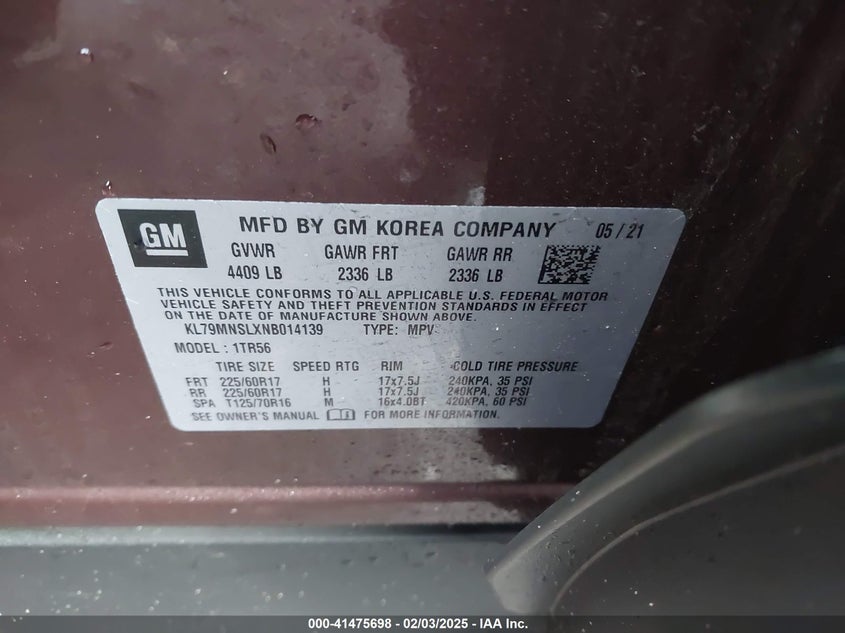 GM MFD BY GM KOREA COMPANY 05/21
GVWR GAWR FRT GAWR RR
4409 LB 2336 LB 2336 LB
THIS VEHICLE CONFORMS TO ALL APPLICABLE U.S. FEDERAL MOTOR
VEHICLE SAFETY AND THEFT PREVENTION STANDARDS IN EFFECT
ON THE DATE OF MANUFACTURE SHOWN ABOVE.
KL79MNSLXNB014139 TYPE: MPV
MODEL: 1TR56
TIRE SIZE SPEED RTG RIM COLD TIRE PRESSURE
FRT 225/60R17 H 17x7.5J 240KPA, 35 PSI
RR 225/60R17 H 17x7.5J 240KPA, 35 PSI
SPA T125/70R16 M 16x4.0BT 420KPA, 60 PSI
SEE OWNER'S MANUAL FOR MORE INFORMATION.
000-41475698 - 02/03/2025 - IAA Inc.